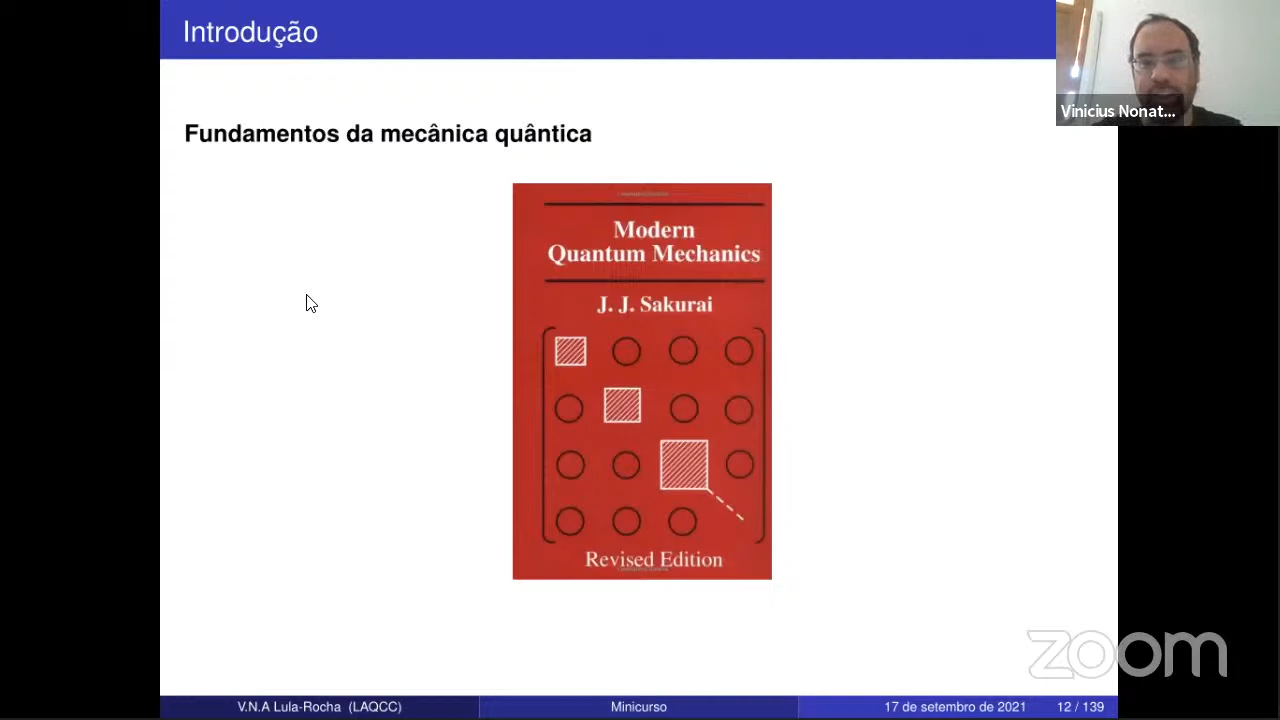 Introdução
Vinicius Nonat...
Fundamentos da mecânica quântica
Modern
Quantum Mechanics
J. J. Sakurai
Revised Edition
zoom
V.N.A Lula-Rocha (LAQCC)
Minicurso
17 de setembro de 2021
12 / 139